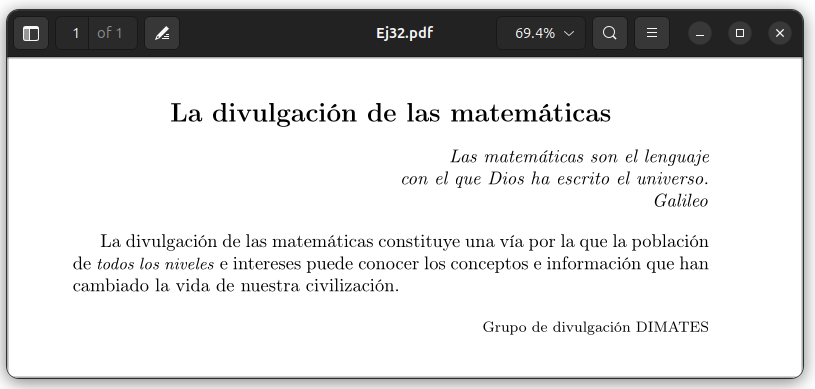 1 of 1
Ej32.pdf
69.4%
La divulgación de las matemáticas
Las matemáticas son el lenguaje
con el que Dios ha escrito el universo.
Galileo
La divulgación de las matemáticas constituye una vía por la que la población
de todos los niveles e intereses puede conocer los conceptos e información que han
cambiado la vida de nuestra civilización.
Grupo de divulgación DIMATES